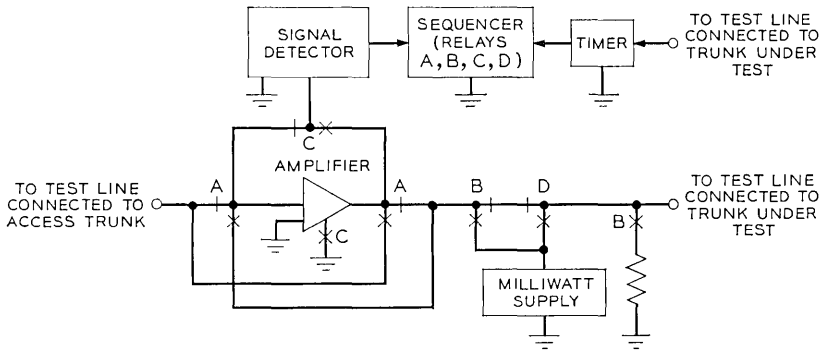 SIGNAL
DETECTOR
SEQUENCER
(RELAYS
A,B,C,D)
TIMER
TO TEST LINE
CONNECTED TO
TRUNK UNDER
TEST
C
AMPLIFIER
TO TEST LINE
CONNECTED TO
ACCESS TRUNK
A
A
B
D
TO TEST LINE
CONNECTED TO
TRUNK UNDER
TEST
B
C
MILLIWATT
SUPPLY